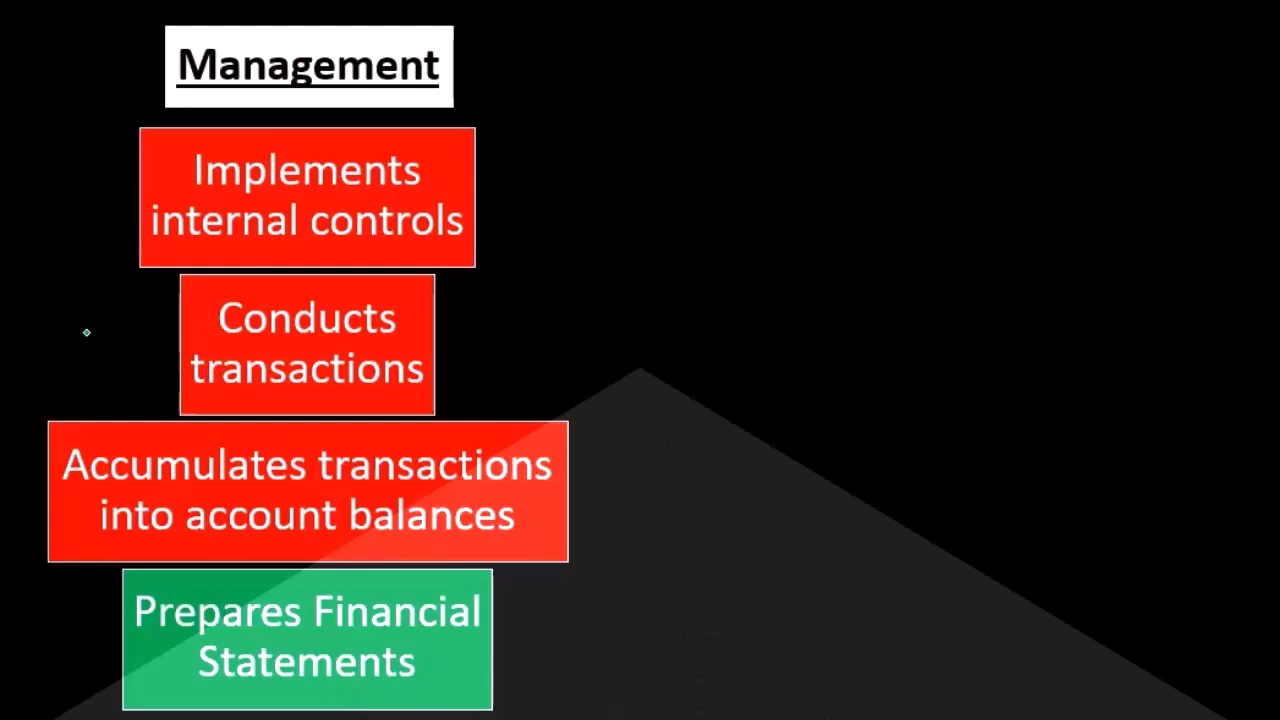 Management
Implements
internal controls
Conducts
transactions
Accumulates transactions
into account balances
Prepares Financial
Statements